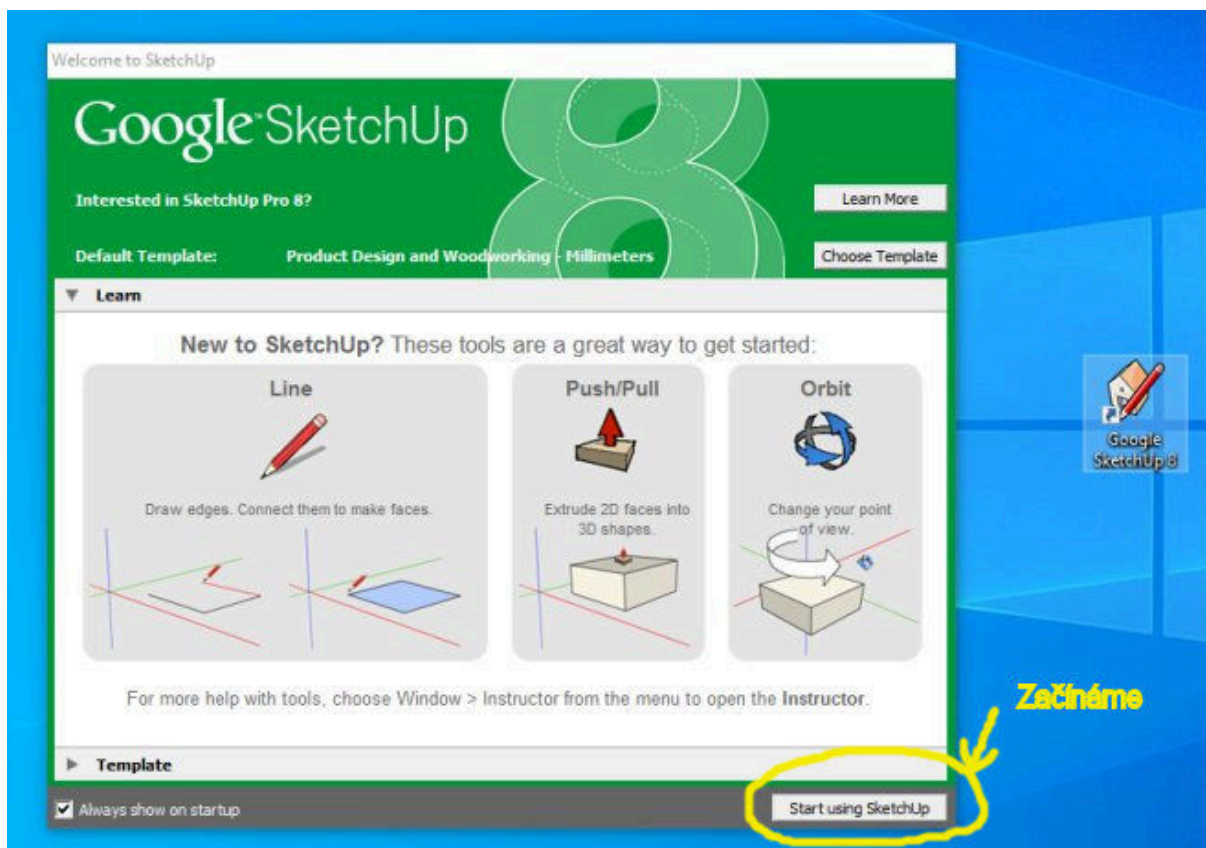 Welcome to SketchUp
Google™ SketchUp
Interested in SketchUp Pro 8?
Learn More
Default Template: Product Design and Woodworking - Millimeters
Choose Template
Learn
New to SketchUp? These tools are a great way to get started:
Line
Push/Pull
Orbit
Draw edges. Connect them to make faces.
Extrude 2D faces into
3D shapes.
Change your point
of view.
For more help with tools, choose Window > Instructor from the menu to open the Instructor.
Template
Always show on startup
Start using SketchUp
Začínáme
Google
SketchUp 8
8